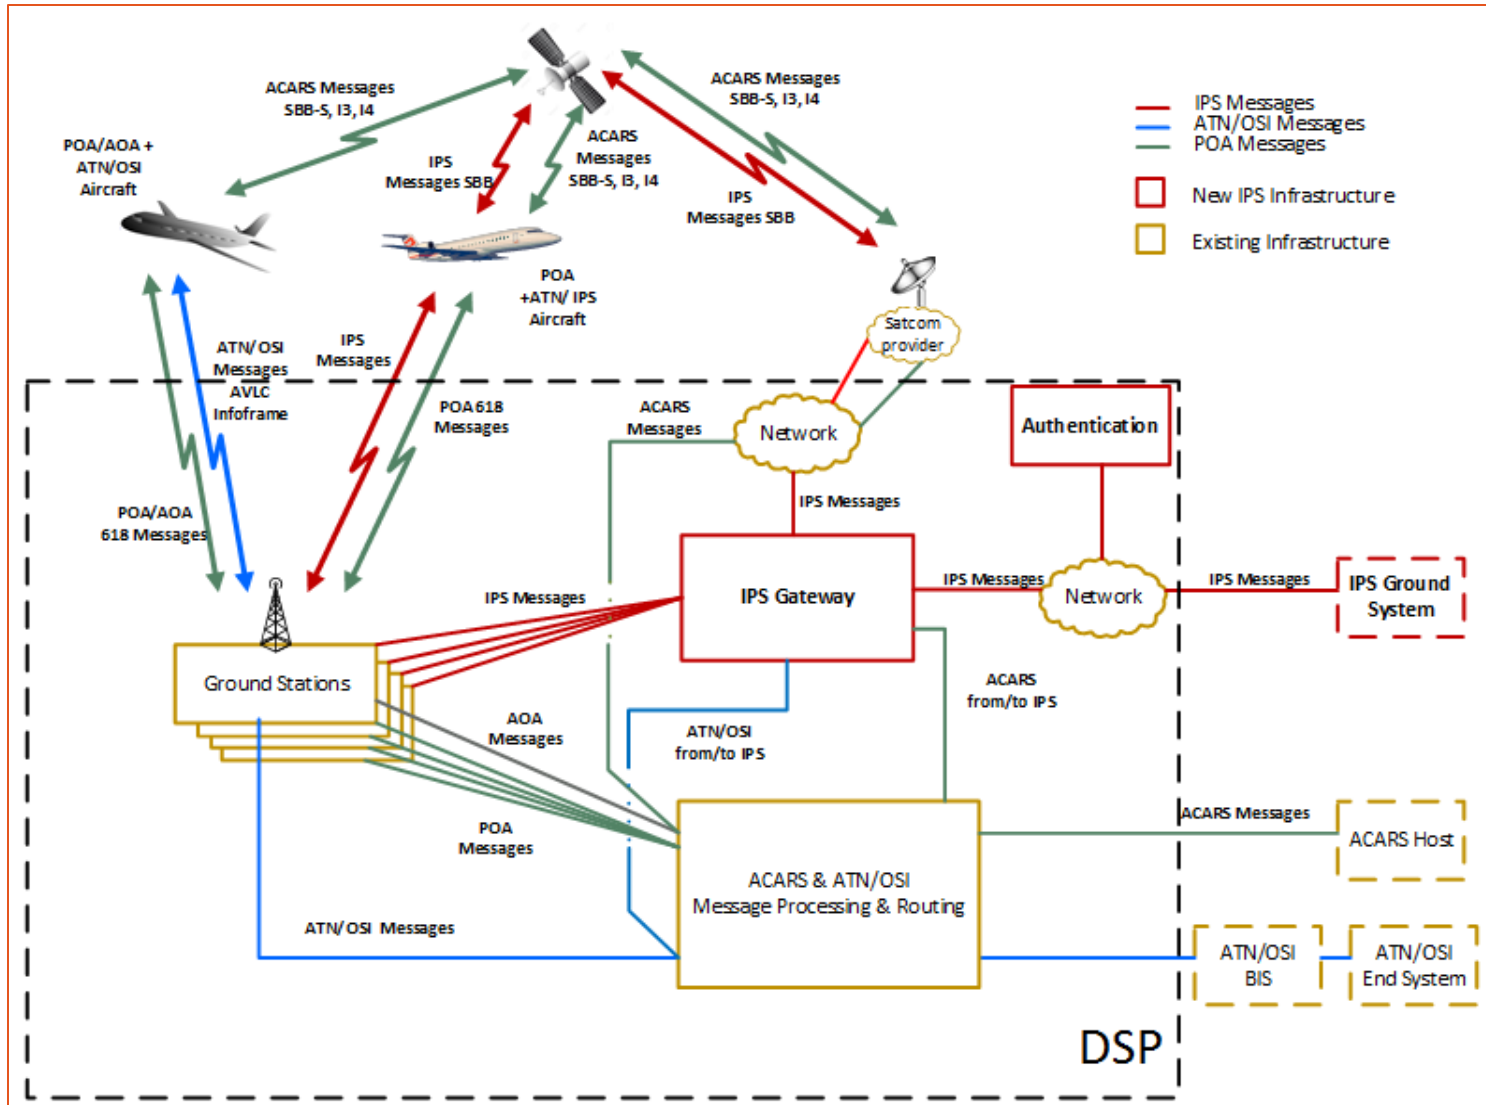 ACARS Messages
SBB-S, I3, I4
ACARS Messages
SBB-S, I3, I4
IPS Messages
ATN/OSI Messages
POA Messages
New IPS Infrastructure
Existing Infrastructure
POA/AOA +
ATN/OSI
Aircraft
IPS
Messages SBB
ACARS
Messages
SBB-S, I3, I4
IPS
Messages SBB
POA
+ATN/ IPS
Aircraft
Satcom
provider
ATN/OSI
Messages
AVLC
Infoframe
IPS
Messages
POA 618
Messages
ACARS
Messages
Network
Authentication
POA/AOA
618 Messages
IPS Messages
IPS Messages
IPS Gateway
IPS Messages
Network
IPS Messages
IPS Ground
System
Ground Stations
AOA
Messages
ATN/OSI
from/to IPS
ACARS
from/to IPS
POA
Messages
ACARS & ATN/OSI
Message Processing & Routing
ACARS Messages
ACARS Host
ATN/OSI Messages
ATN/OSI
BIS
ATN/OSI
End System
DSP